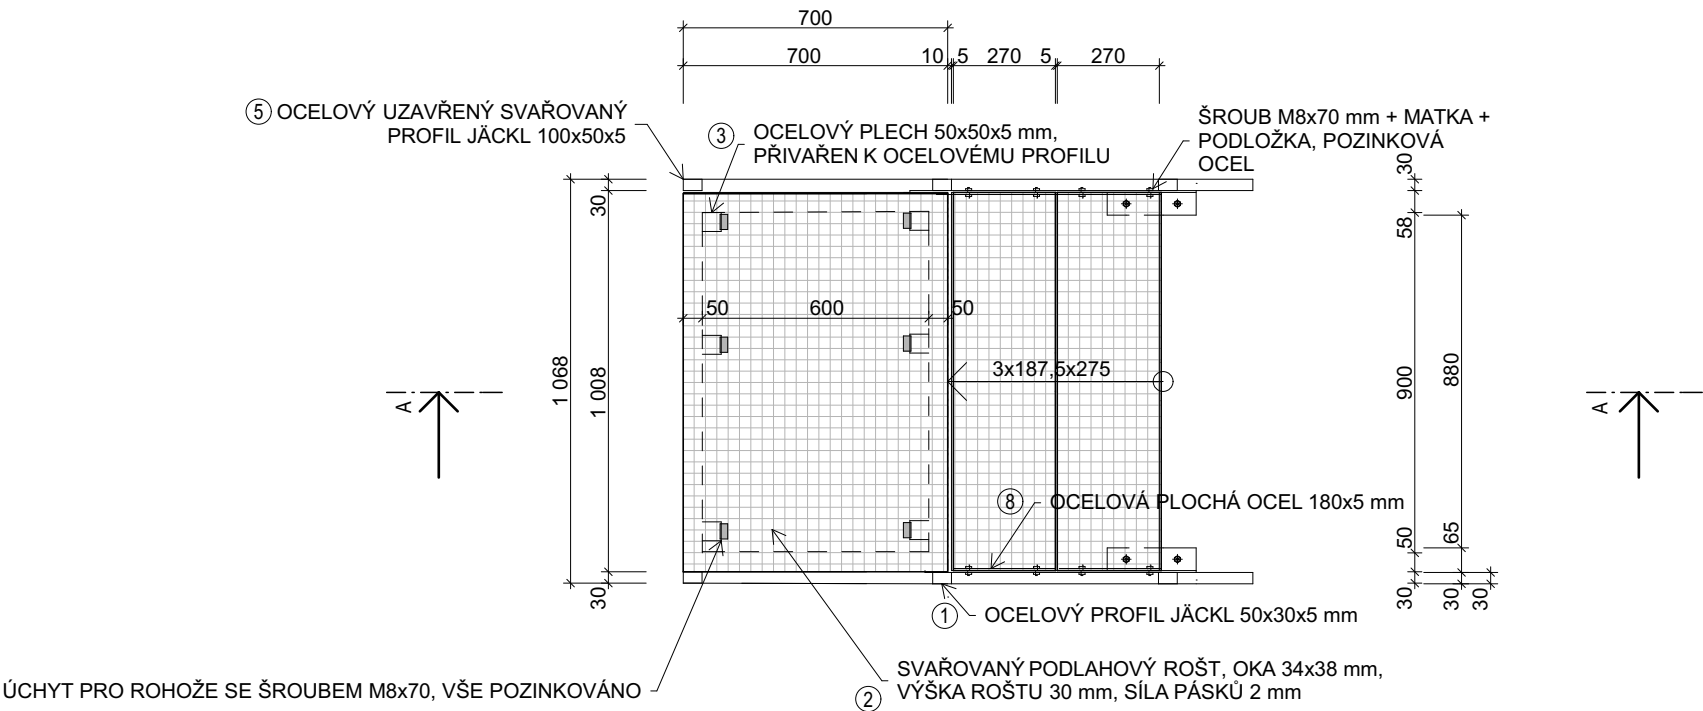 700
700
10
5
270
5
270
5 OCELOVÝ UZAVŘENÝ SVAŘOVANÝ
PROFIL JÄCKL 100x50x5
3
OCELOVÝ PLECH 50x50x5 mm,
PŘIVAŘEN K OCELOVÉMU PROFILU
ŠROUB M8x70 mm + MATKA +
PODLOŽKA, POZINKOVÁ
OCEL
30
30
58
50
600
50
1 068
1 008
3x187,5x275
900
880
A
A
8
OCELOVÁ PLOCHÁ OCEL 180x5 mm
50
65
30
30
30
30
1
OCELOVÝ PROFIL JÄCKL 50x30x5 mm
ÚCHYT PRO ROHOŽE SE ŠROUBEM M8x70, VŠE POZINKOVÁNO
2
SVAŘOVANÝ PODLAHOVÝ ROŠT, OKA 34x38 mm,
VÝŠKA ROŠTU 30 mm, SÍLA PÁSKŮ 2 mm